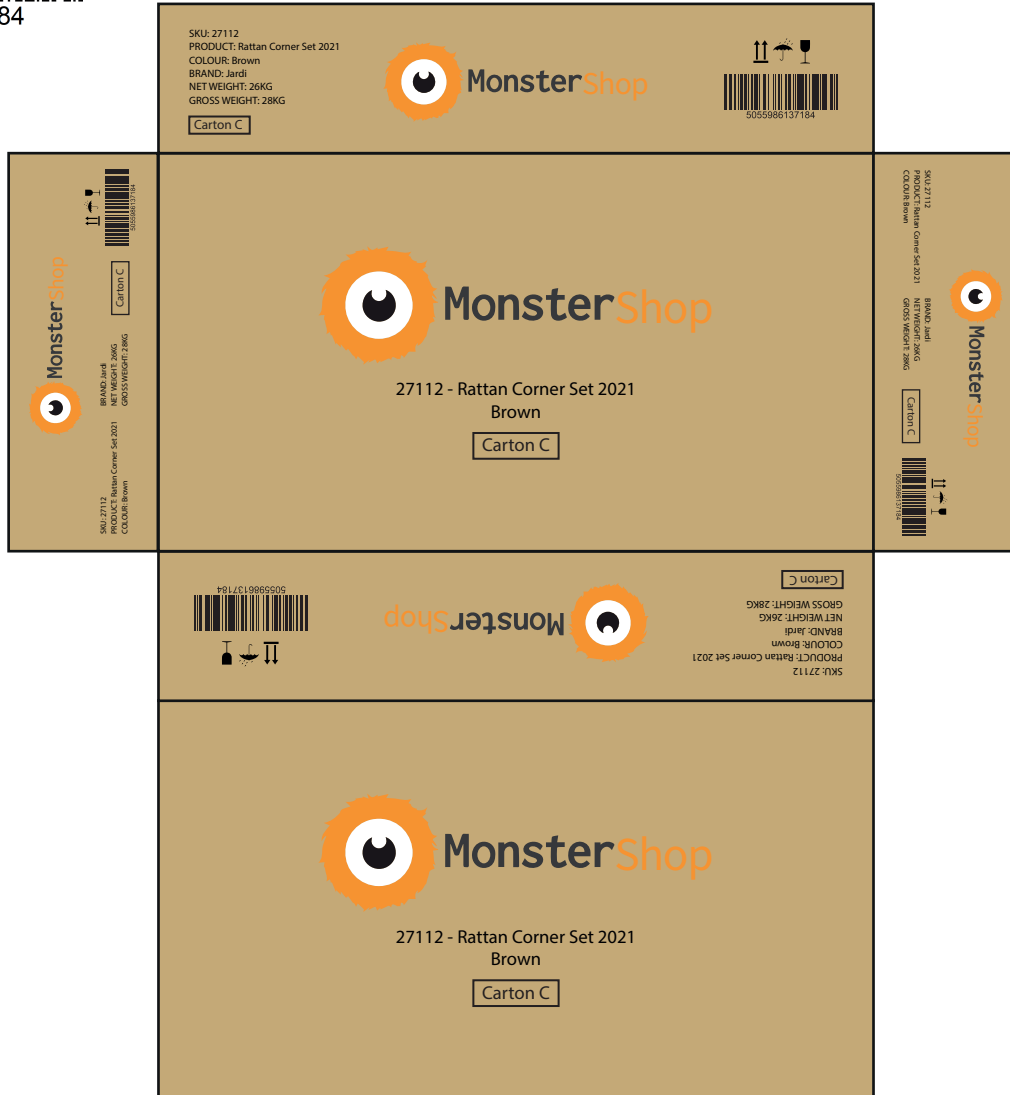 84
SKU: 27112
PRODUCT: Rattan Corner Set 2021
COLOUR: Brown
BRAND: Jardi
NET WEIGHT: 26KG
GROSS WEIGHT: 28KG
Carton C
MonsterShop
5055986137184
SKU: 27112
PRODUCT: Rattan Corner Set 2021
COLOUR: Brown
BRAND: Jardi
NET WEIGHT: 26KG
GROSS WEIGHT: 28KG
Carton C
5055986137184
MonsterShop
MonsterShop
27112 - Rattan Corner Set 2021
Brown
Carton C
SKU: 27112
PRODUCT: Rattan Corner Set 2021
COLOUR: Brown
BRAND: Jardi
NET WEIGHT: 26KG
GROSS WEIGHT: 28KG
Carton C
5055986137184
MonsterShop
SKU: 27112
PRODUCT: Rattan Corner Set 2021
COLOUR: Brown
BRAND: Jardi
NET WEIGHT: 26KG
GROSS WEIGHT: 28KG
Carton C
MonsterShop
5055986137184
MonsterShop
27112 - Rattan Corner Set 2021
Brown
Carton C